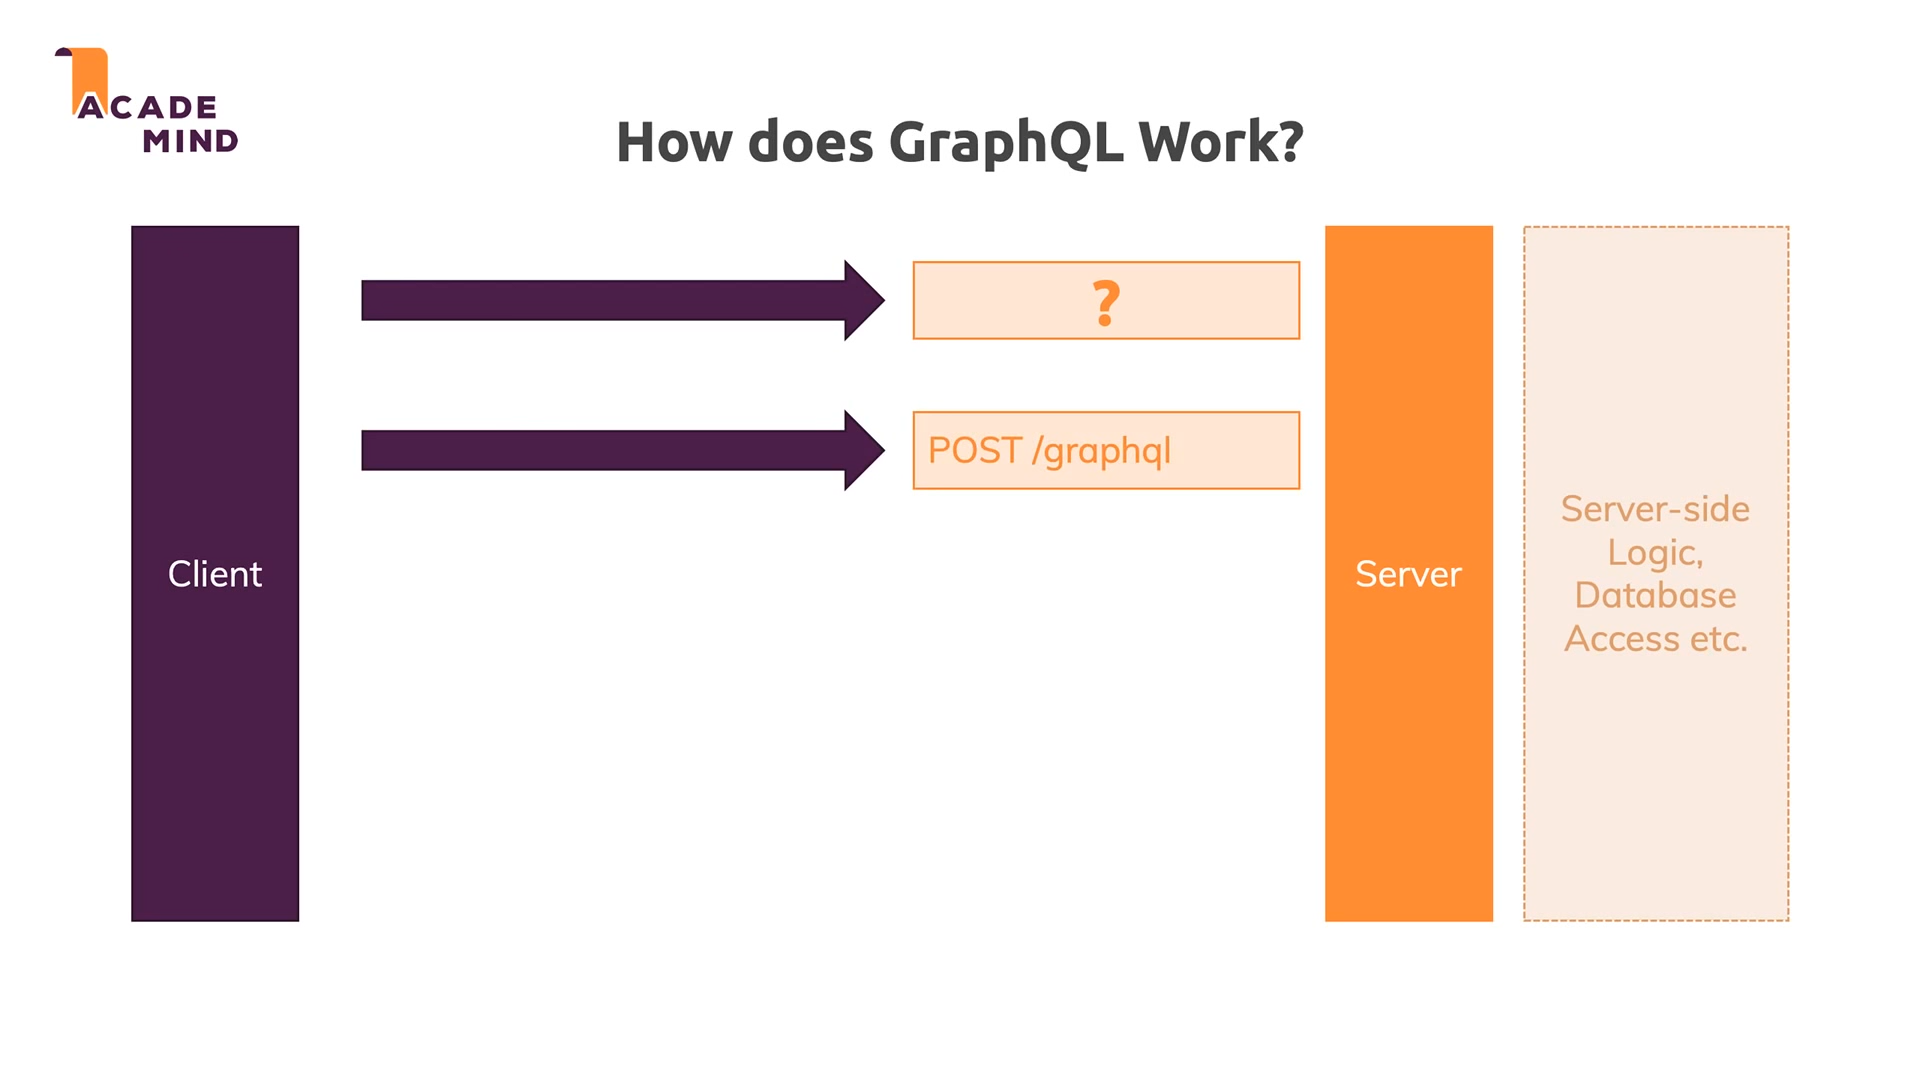 ACADE
MIND
How does GraphQL Work?
?
POST /graphql
Client
Server
Server-side
Logic,
Database
Access etc.